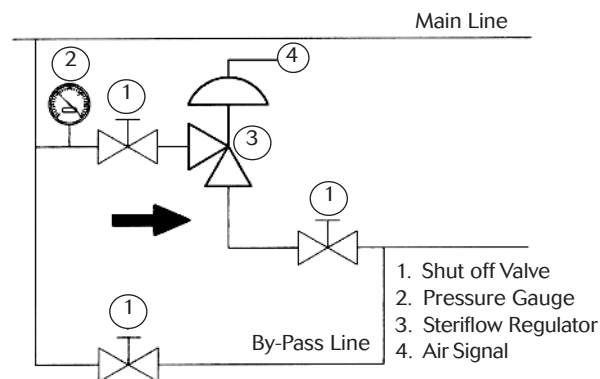 Main Line
2
4
1
3
1
1
By-Pass Line
1. Shut off Valve
2. Pressure Gauge
3. Steriflow Regulator
4. Air Signal